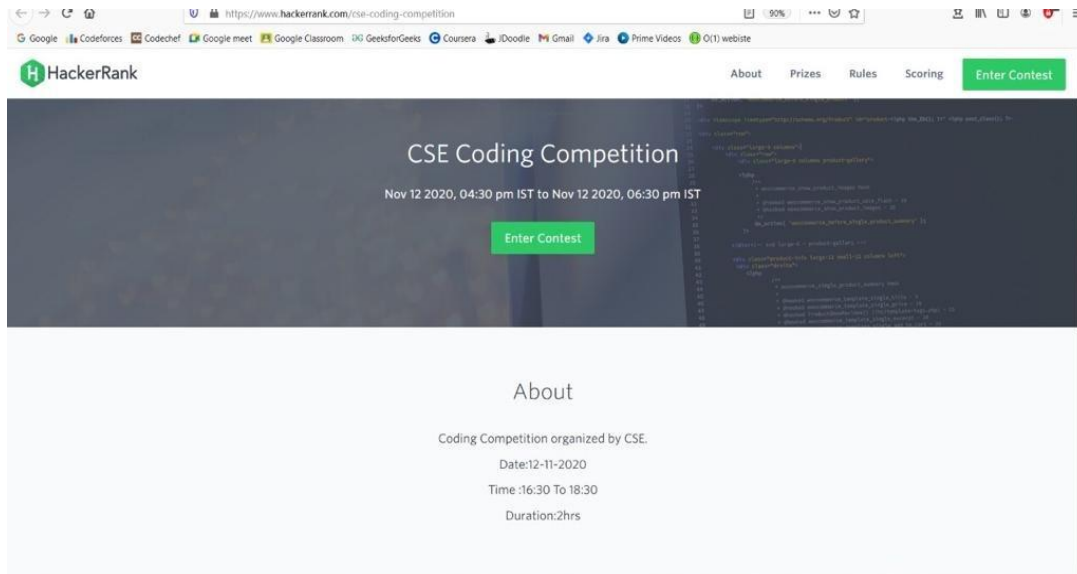 https://www.hackerrank.com/cse-coding-competition
90%
Google Codeforces Codechef Google meet Google Classroom GeeksforGeeks Coursera JDoodle Gmail Jira Prime Videos O(1) webiste
HackerRank
About Prizes Rules Scoring Enter Contest
CSE Coding Competition
Nov 12 2020, 04:30 pm IST to Nov 12 2020, 06:30 pm IST
Enter Contest
About
Coding Competition organized by CSE.
Date:12-11-2020
Time :16:30 To 18:30
Duration:2hrs